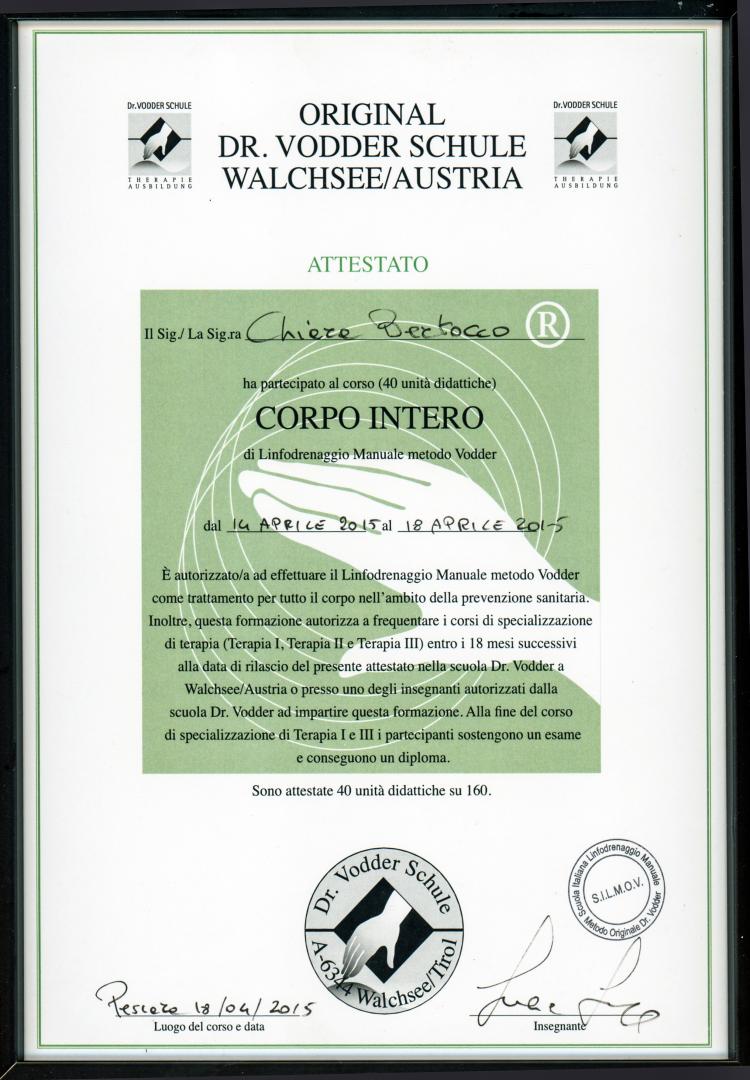 Dr. VODDER SCHULE
THERAPIE
AUSBILDUNG
ORIGINAL
DR. VODDER SCHULE
WALCHSEE/AUSTRIA
Dr. VODDER SCHULE
THERAPIE
AUSBILDUNG
ATTESTATO
Il Sig./ La Sig.ra Chiara Bertocco ®
ha partecipato al corso (40 unità didattiche)
CORPO INTERO
di Linfodrenaggio Manuale metodo Vodder
dal 14 APRILE 2015 al 18 APRILE 2015
È autorizzato/a ad effettuare il Linfodrenaggio Manuale metodo Vodder
come trattamento per tutto il corpo nell'ambito della prevenzione sanitaria.
Inoltre, questa formazione autorizza a frequentare i corsi di specializzazione
di terapia (Terapia I, Terapia II e Terapia III) entro i 18 mesi successivi
alla data di rilascio del presente attestato nella scuola Dr. Vodder a
Walchsee/Austria o presso uno degli insegnanti autorizzati dalla
scuola Dr. Vodder ad impartire questa formazione. Alla fine del corso
di specializzazione di Terapia I e III i partecipanti sostengono un esame
e conseguono un diploma.
Sono attestate 40 unità didattiche su 160.
Dr. Vodder Schule
A-6344 Walchsee/Tirol
Scuola Italiana Linfodrenaggio Manuale
S.I.L.M.O.V.
Metodo Originale Dr. Vodder
Pescara 18/04/2015
Luogo del corso e data
Insegnante